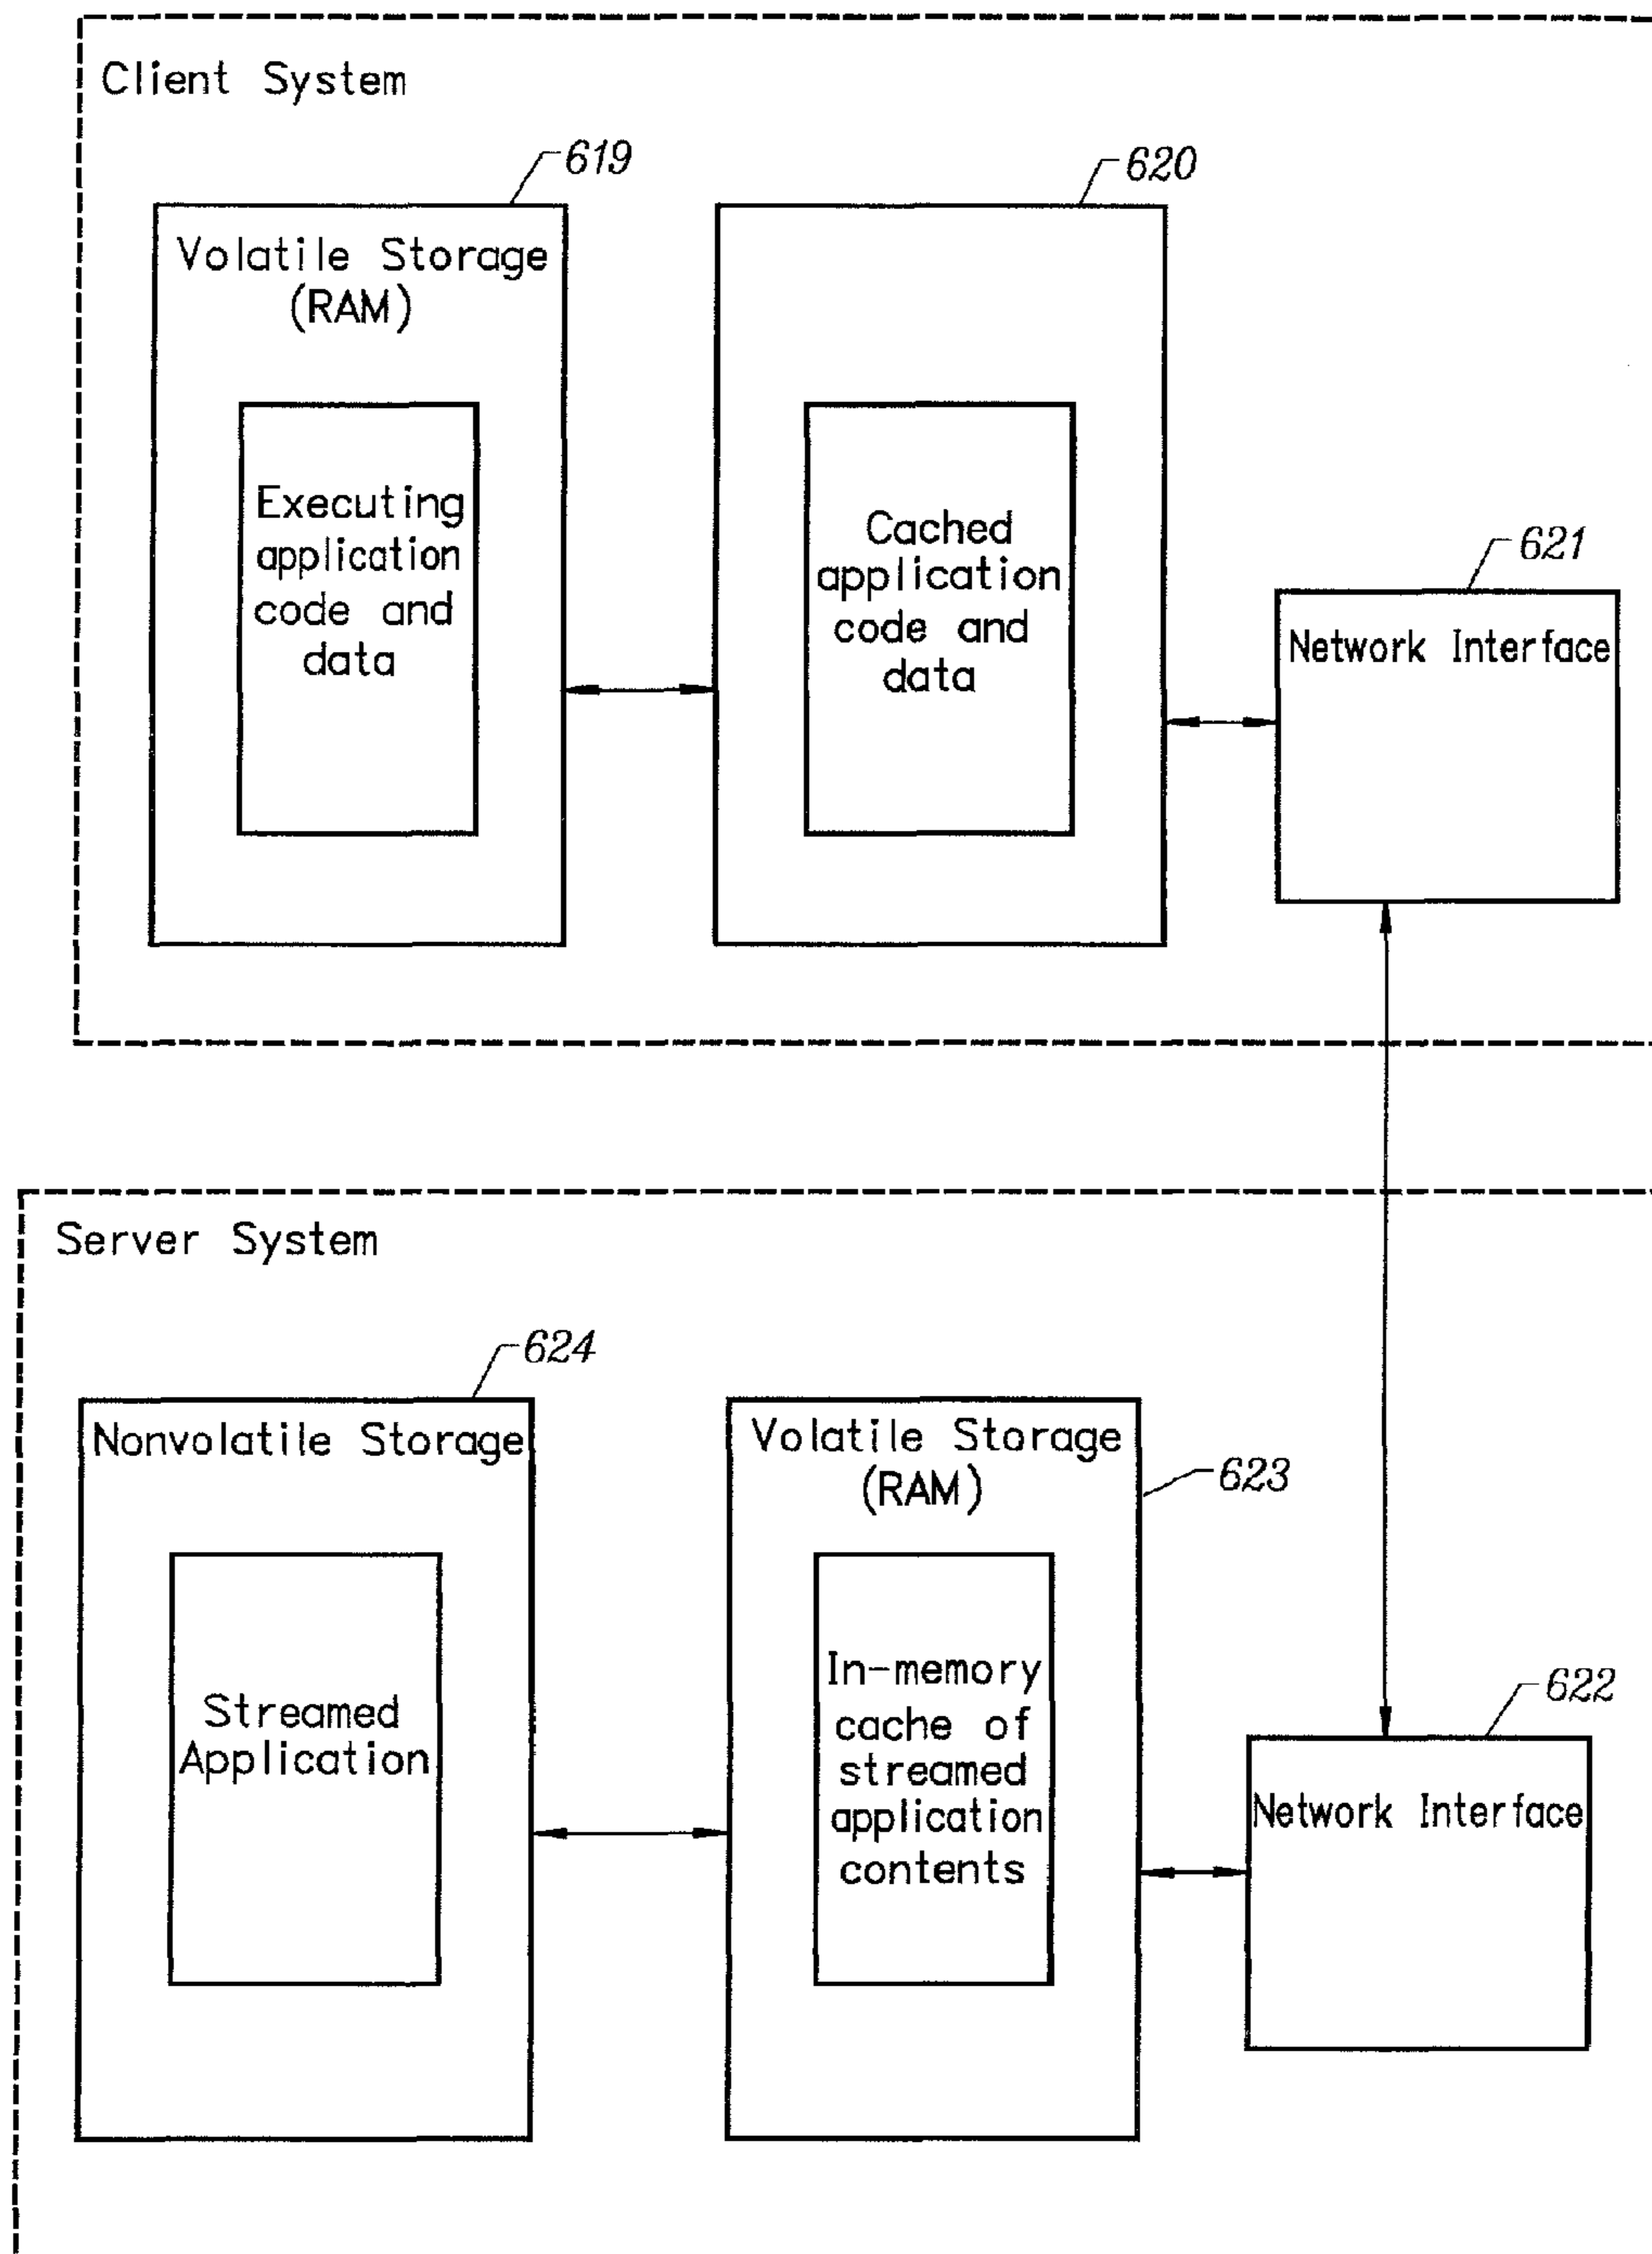 Client System
619
620
Volatile Storage
(RAM)
Executing
application
code and
data
Cached
application
code and
data
621
Network Interface
Server System
624
Nonvolatile Storage
Volatile Storage
(RAM)
623
Streamed
Application
In-memory
cache of
streamed
application
contents
622
Network Interface